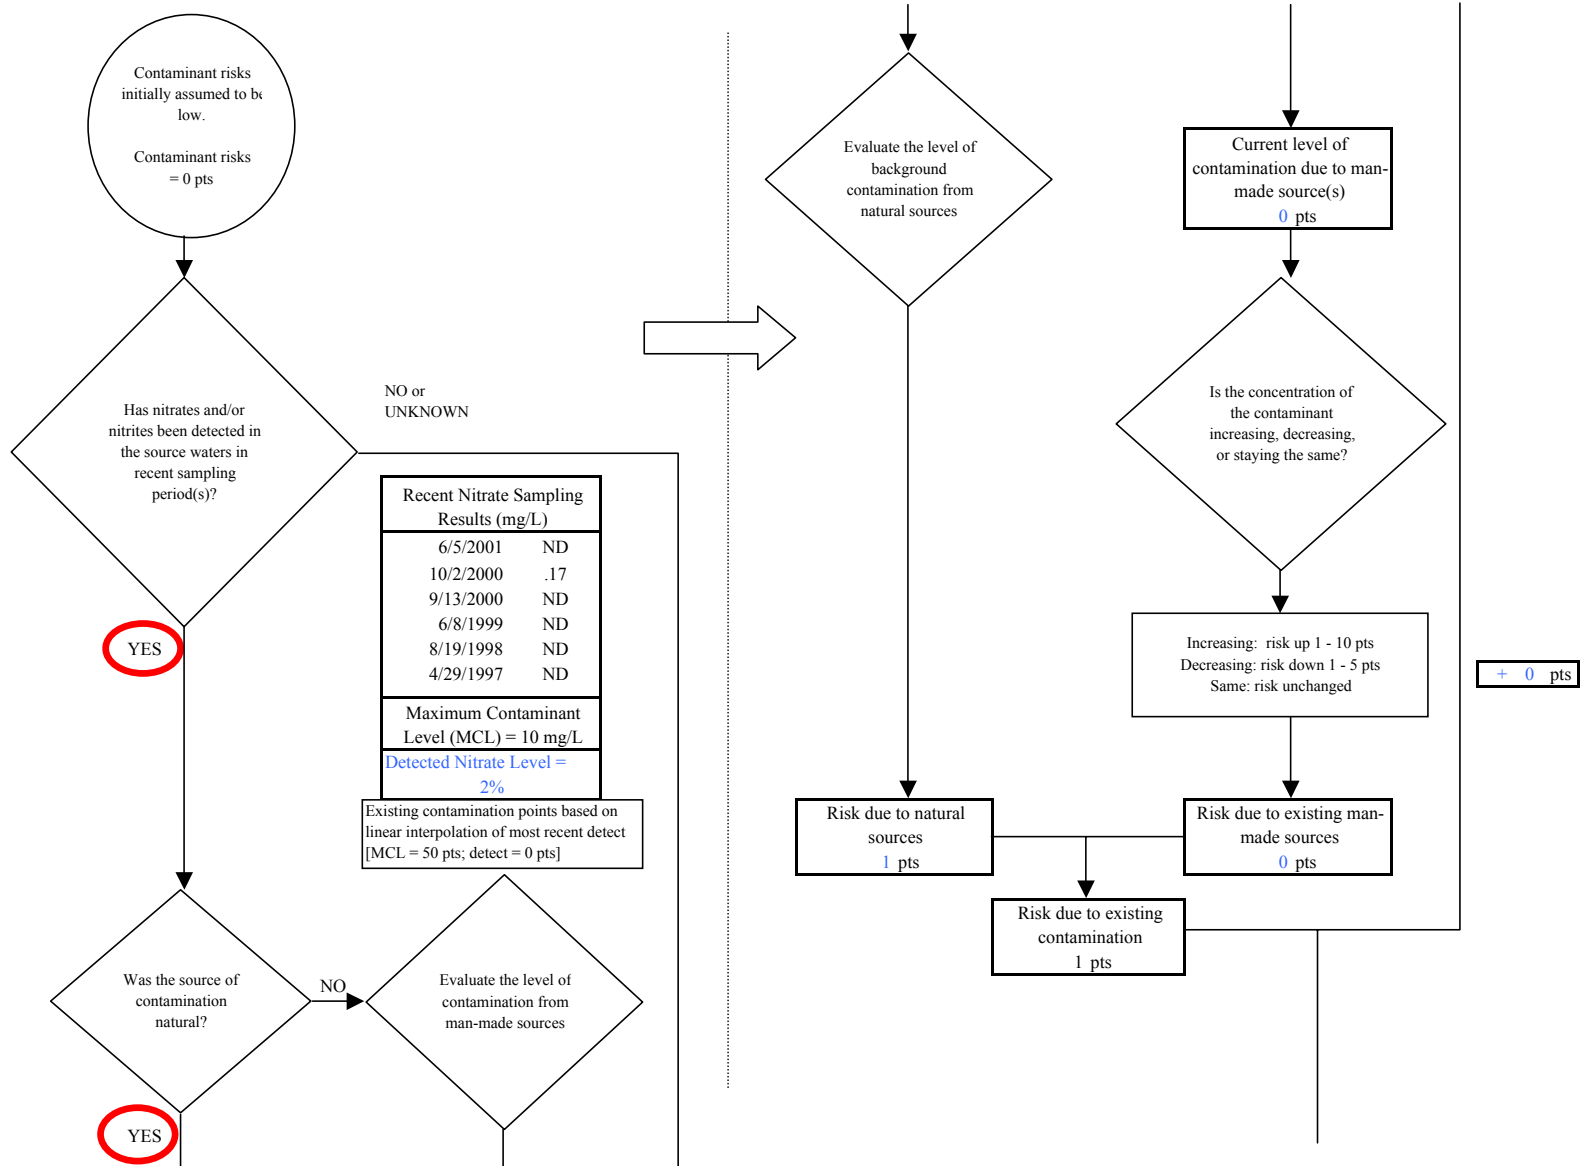 Contaminant risks
initially assumed to be
low.
Contaminant risks
= 0 pts
Has nitrates and/or
nitrites been detected in
the source waters in
recent sampling
period(s)?
NO or
UNKNOWN
YES
Recent Nitrate Sampling
Results (mg/L)
6/5/2001 ND
10/2/2000 .17
9/13/2000 ND
6/8/1999 ND
8/19/1998 ND
4/29/1997 ND
Maximum Contaminant
Level (MCL) = 10 mg/L
Detected Nitrate Level =
2%
Existing contamination points based on
linear interpolation of most recent detect
[MCL = 50 pts; detect = 0 pts]
Was the source of
contamination
natural?
NO
YES
Evaluate the level of
contamination from
man-made sources
Evaluate the level of
background
contamination from
natural sources
Current level of
contamination due to man-
made source(s)
0 pts
Is the concentration of
the contaminant
increasing, decreasing,
or staying the same?
Increasing: risk up 1 - 10 pts
Decreasing: risk down 1 - 5 pts
Same: risk unchanged
+ 0 pts
Risk due to natural
sources
1 pts
Risk due to existing man-
made sources
0 pts
Risk due to existing
contamination
1 pts